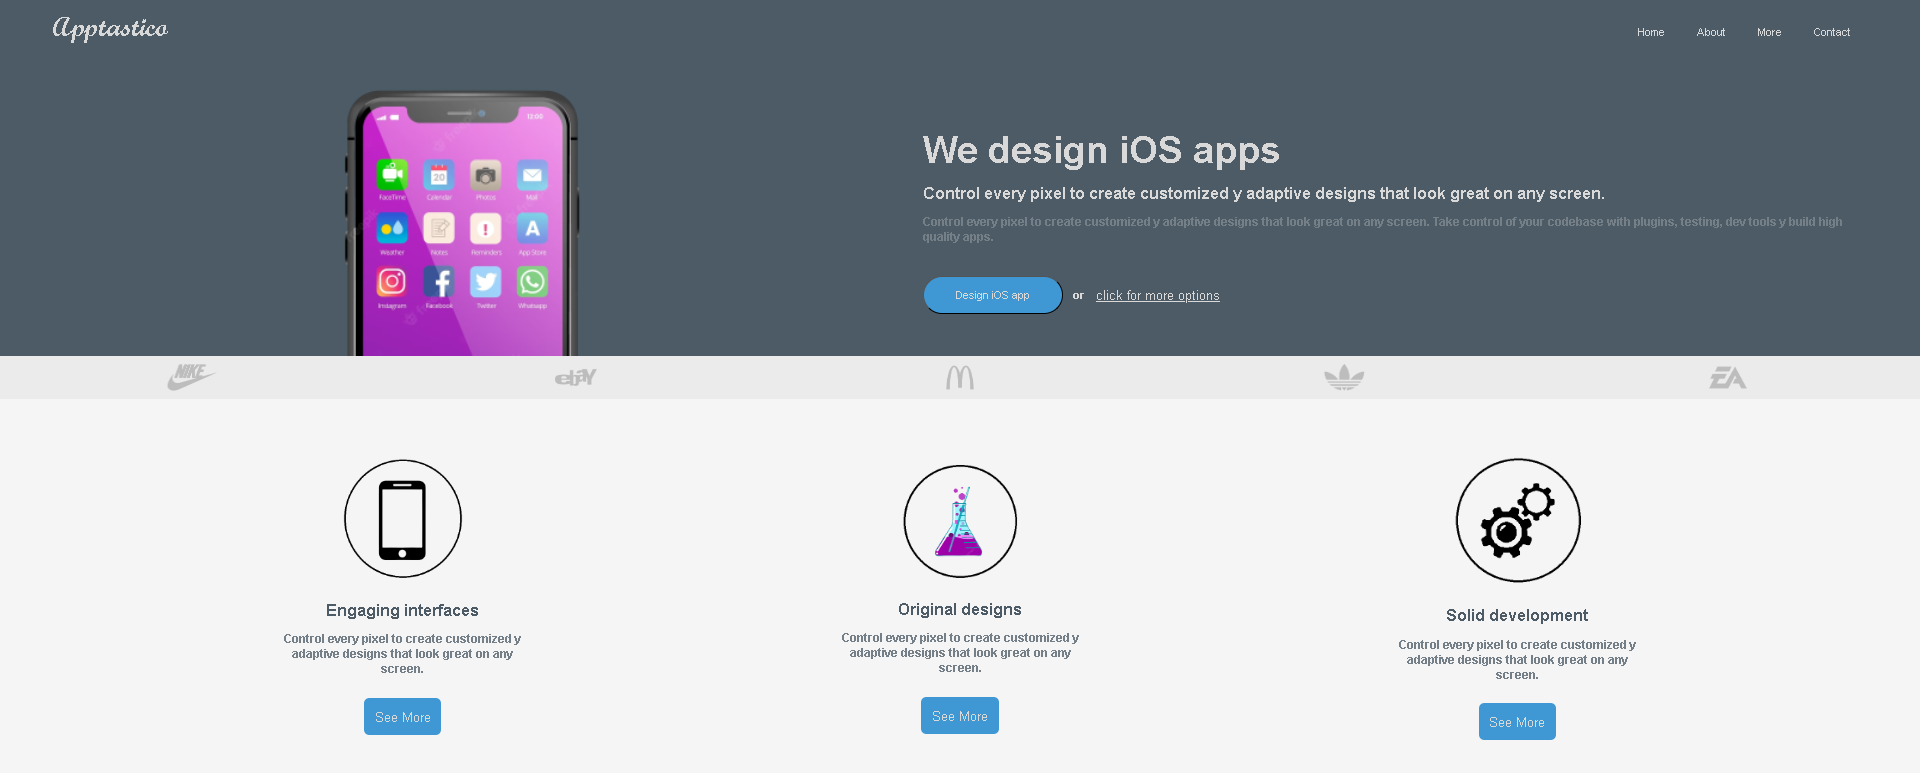 Apptastico
Home About More Contact
12:00
FaceTime Calendar Photos Mail
20
Weather Notes Reminders App Store
Instagram Facebook Twitter Whatsapp
We design iOS apps
Control every pixel to create customized y adaptive designs that look great on any screen.
Control every pixel to create customized y adaptive designs that look great on any screen. Take control of your codebase with plugins, testing, dev tools y build high
quality apps.
Design iOS app or click for more options
NIKE ebay EA
Engaging interfaces
Control every pixel to create customized y
adaptive designs that look great on any
screen.
See More
Original designs
Control every pixel to create customized y
adaptive designs that look great on any
screen.
See More
Solid development
Control every pixel to create customized y
adaptive designs that look great on any
screen.
See More